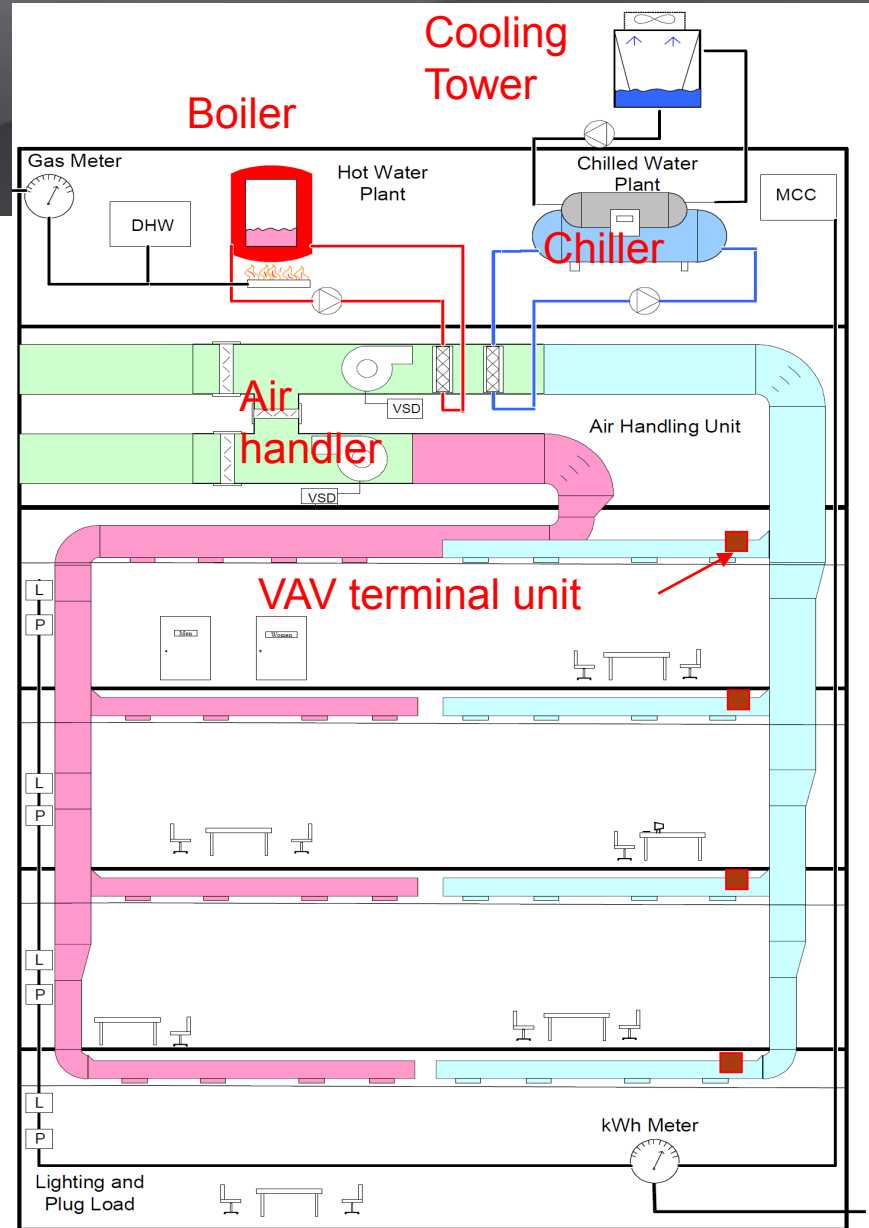 Cooling
Tower
Boiler
Gas Meter
Hot Water
Plant
Chilled Water
Plant
MCC
DHW
Chiller
Air
handler
VSD
Air Handling Unit
VSD
VAV terminal unit
L
P
Men
Women
L
P
L
P
L
P
kWh Meter
Lighting and
Plug Load